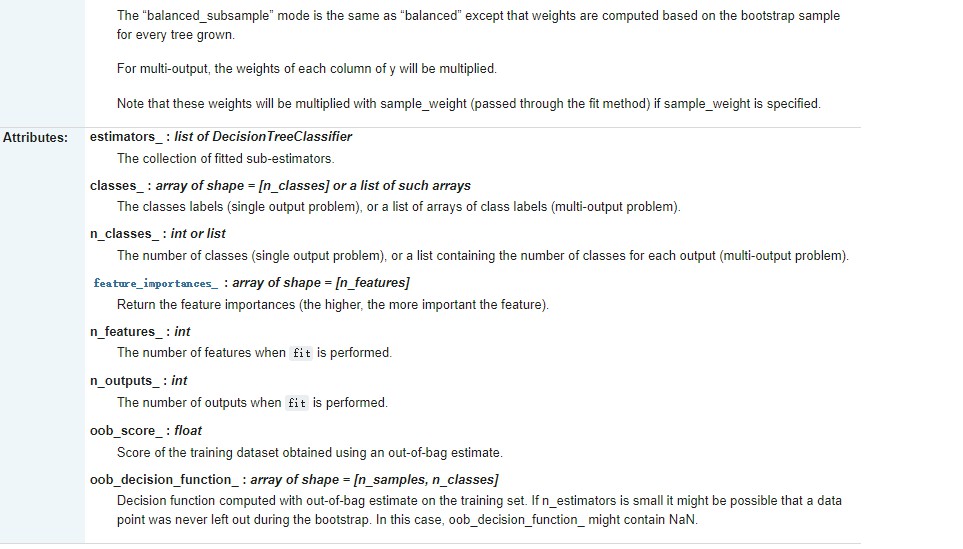 The “balanced_subsample” mode is the same as “balanced” except that weights are computed based on the bootstrap sample
for every tree grown.
For multi-output, the weights of each column of y will be multiplied.
Note that these weights will be multiplied with sample_weight (passed through the fit method) if sample_weight is specified.
Attributes: estimators_ : list of DecisionTreeClassifier
The collection of fitted sub-estimators.
classes_ : array of shape = [n_classes] or a list of such arrays
The classes labels (single output problem), or a list of arrays of class labels (multi-output problem).
n_classes_ : int or list
The number of classes (single output problem), or a list containing the number of classes for each output (multi-output problem).
feature_importances_ : array of shape = [n_features]
Return the feature importances (the higher, the more important the feature).
n_features_ : int
The number of features when fit is performed.
n_outputs_ : int
The number of outputs when fit is performed.
oob_score_ : float
Score of the training dataset obtained using an out-of-bag estimate.
oob_decision_function_ : array of shape = [n_samples, n_classes]
Decision function computed with out-of-bag estimate on the training set. If n_estimators is small it might be possible that a data
point was never left out during the bootstrap. In this case, oob_decision_function_ might contain NaN.